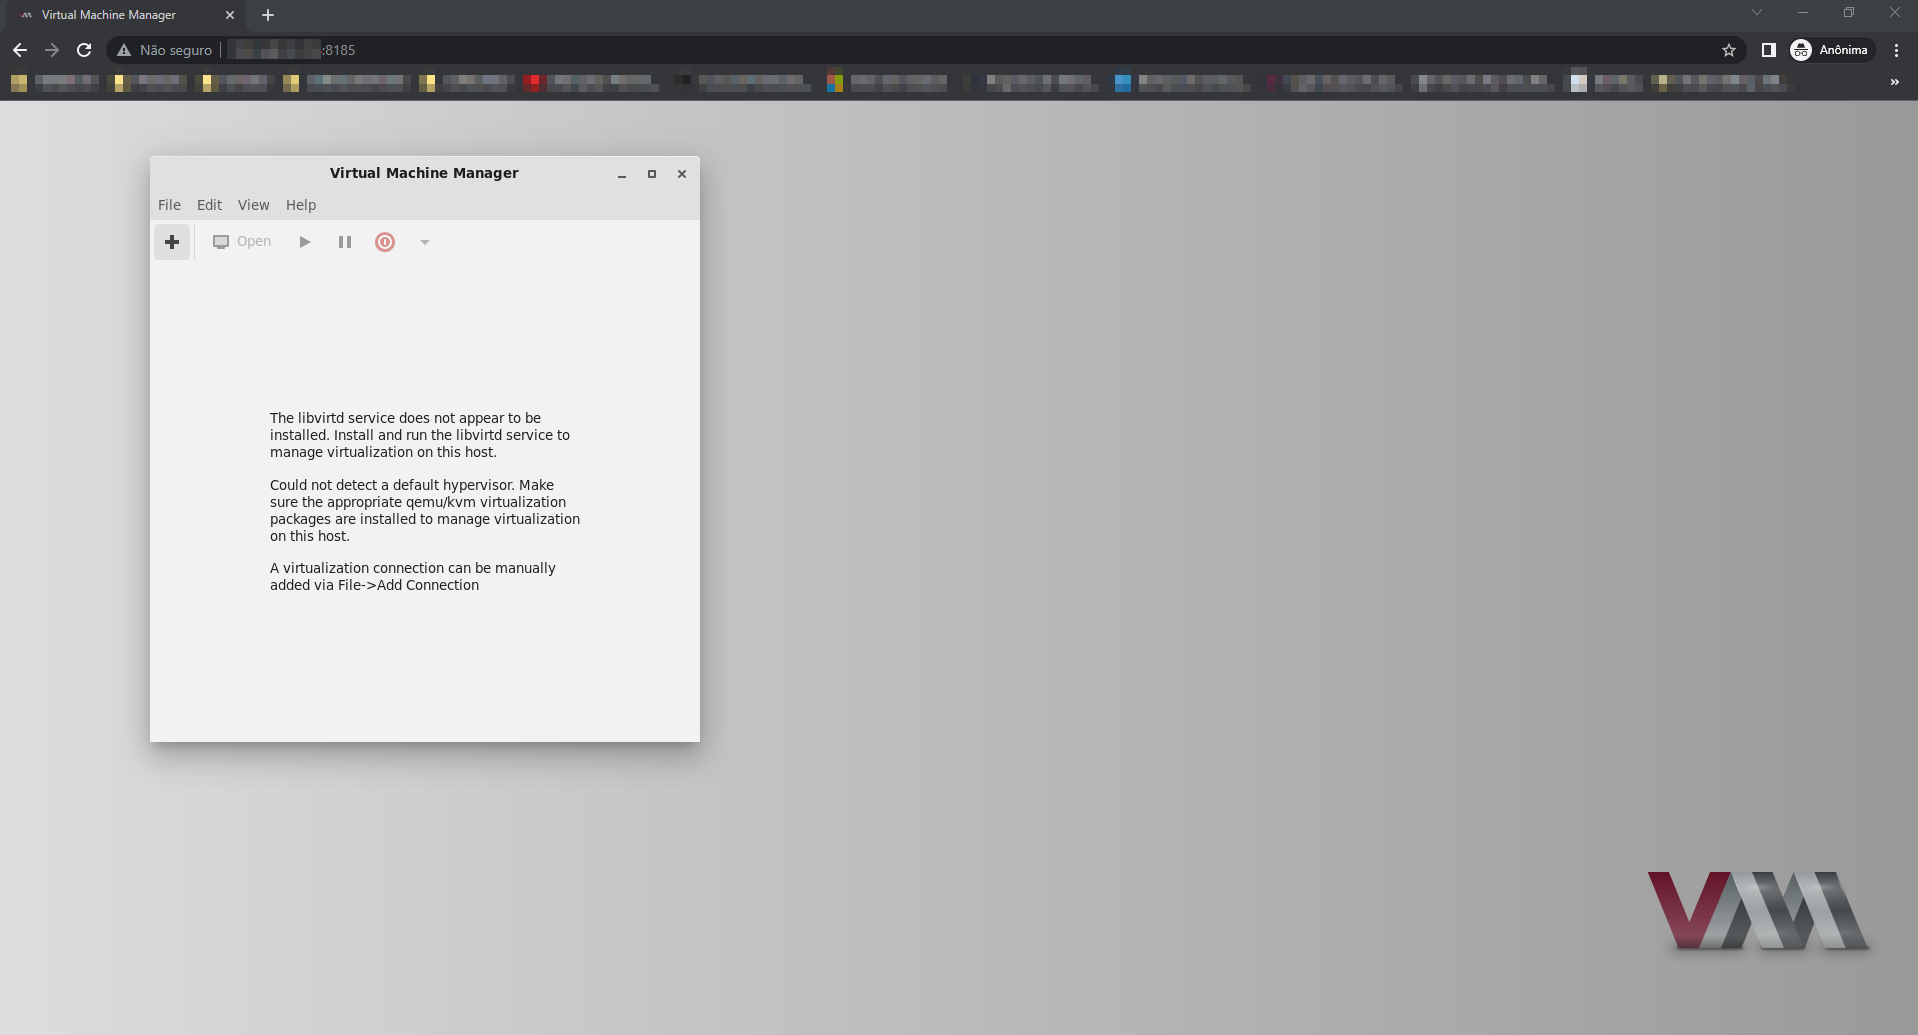 Virtual Machine Manager
Não seguro
:8185
Anônima
Virtual Machine Manager
File Edit View Help
Open
The libvirtd service does not appear to be
installed. Install and run the libvirtd service to
manage virtualization on this host.
Could not detect a default hypervisor. Make
sure the appropriate qemu/kvm virtualization
packages are installed to manage virtualization
on this host.
A virtualization connection can be manually
added via File->Add Connection
VMM